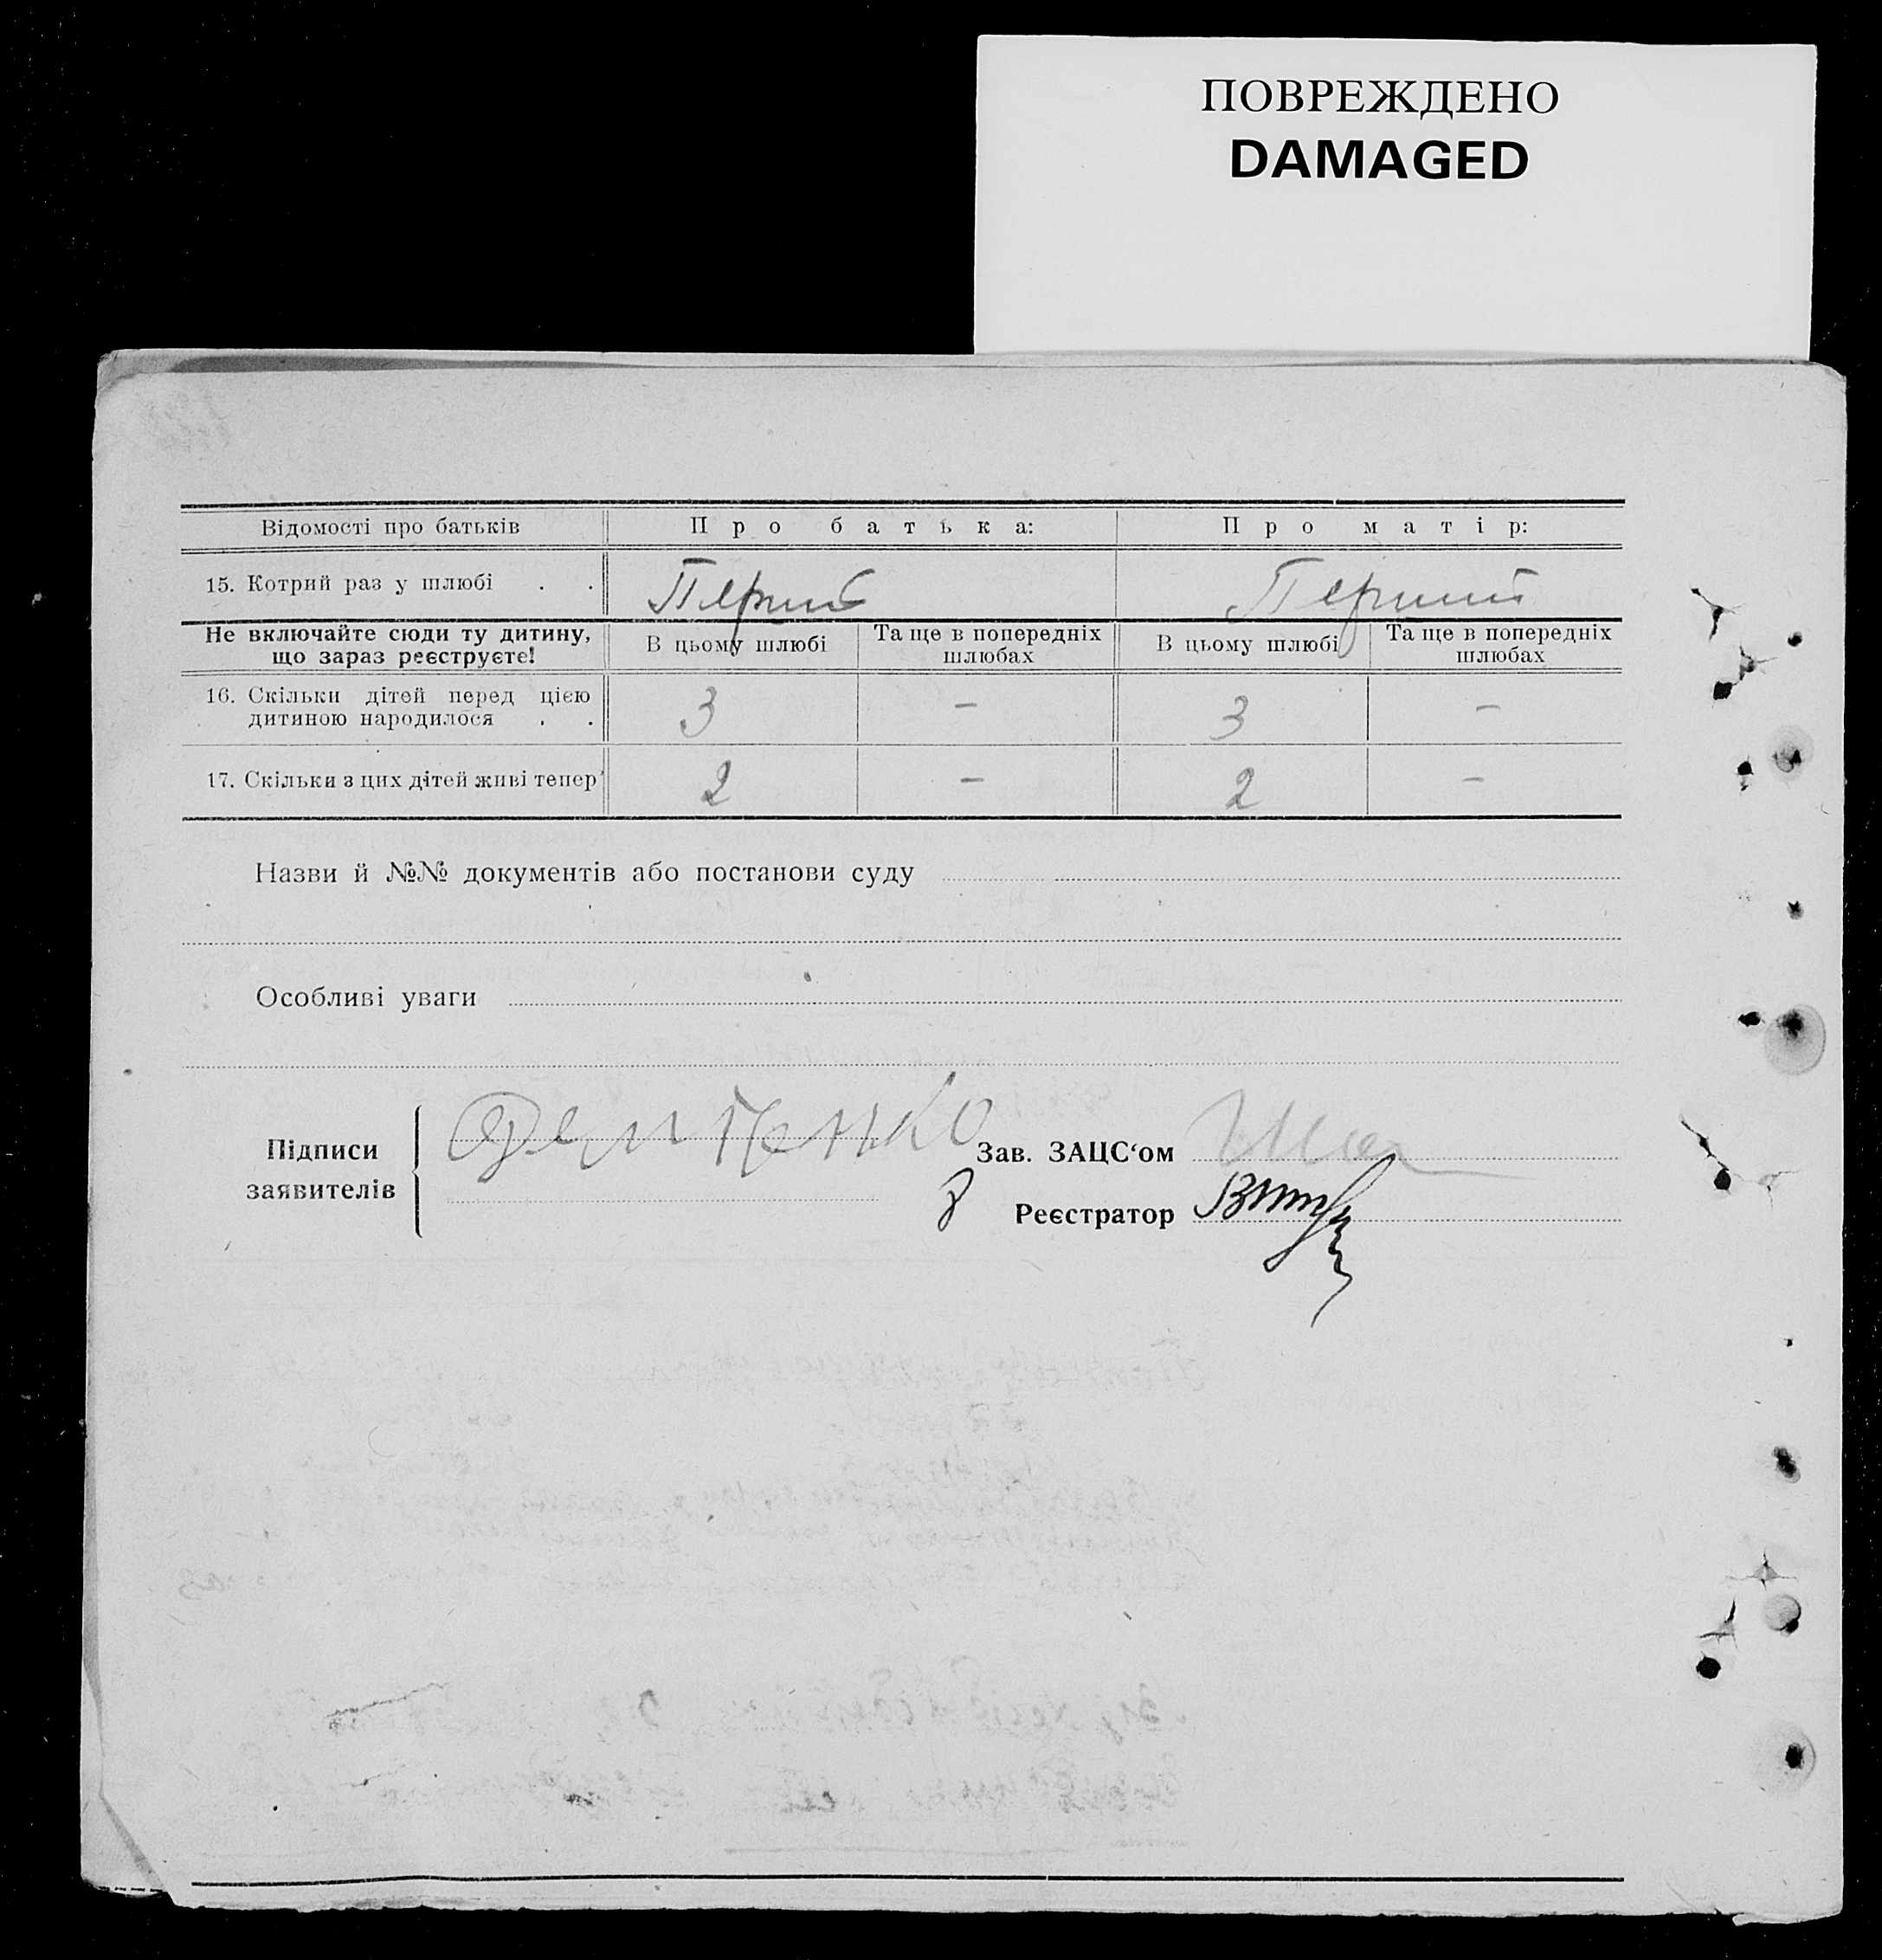 ПОВРЕЖДЕНО
DAMAGED
Відомості про батьків Про батька: Про матір:
15. Котрий раз у шлюбі . . Перший Перший
Не включайте сюди ту дитину, що зараз реєструєте! В цьому шлюбі Та ще в попередніх шлюбах В цьому шлюбі Та ще в попередніх шлюбах
16. Скільки дітей перед цією
дитиною народилося . . 3 – 3 –
17. Скільки з цих дітей живі тепер' 2 – 2 –
Назви й №№ документів або постанови суду
Особливі уваги
Підписи
заявителів
Зав. ЗАЦС‘ом
Реєстратор